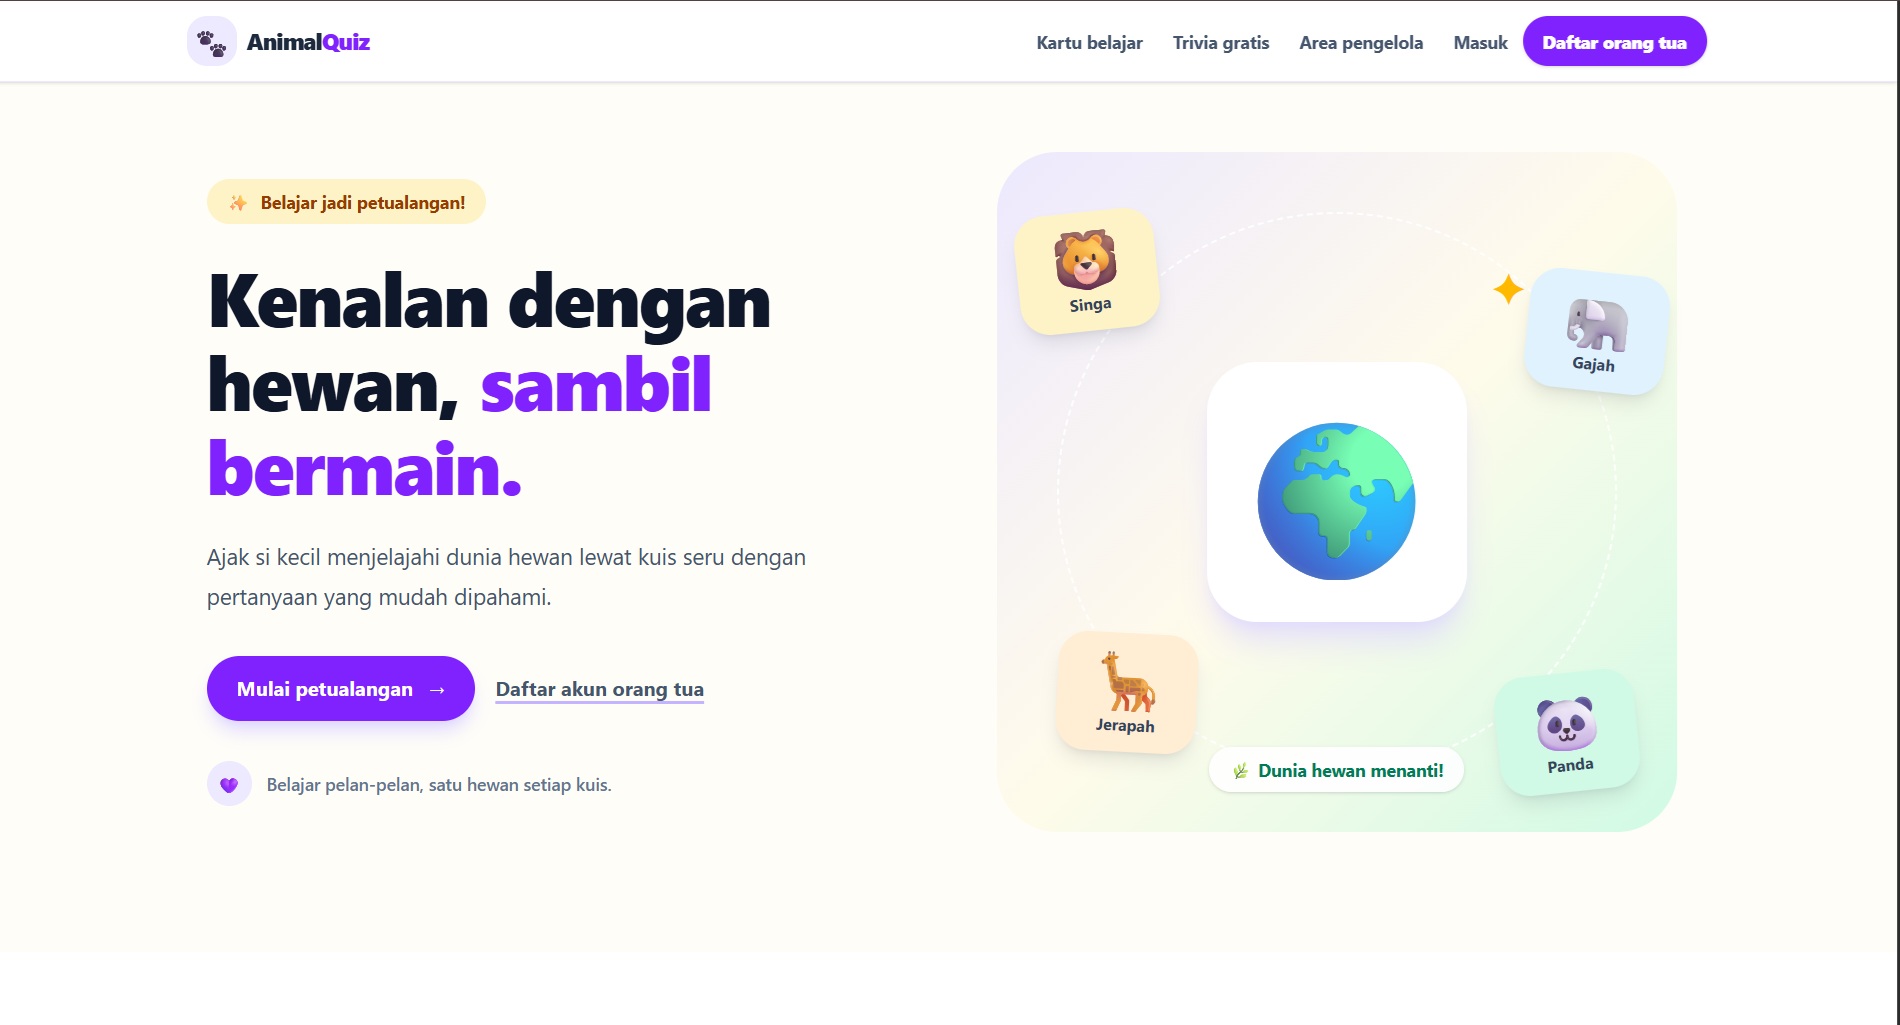 AnimalQuiz
Kartu belajar
Trivia gratis
Area pengelola
Masuk
Daftar orang tua
Belajar jadi petualangan!
Kenalan dengan
hewan, sambil
bermain.
Ajak si kecil menjelajahi dunia hewan lewat kuis seru dengan
pertanyaan yang mudah dipahami.
Mulai petualangan →
Daftar akun orang tua
Belajar pelan-pelan, satu hewan setiap kuis.
Singa
Gajah
Jerapah
Panda
Dunia hewan menanti!